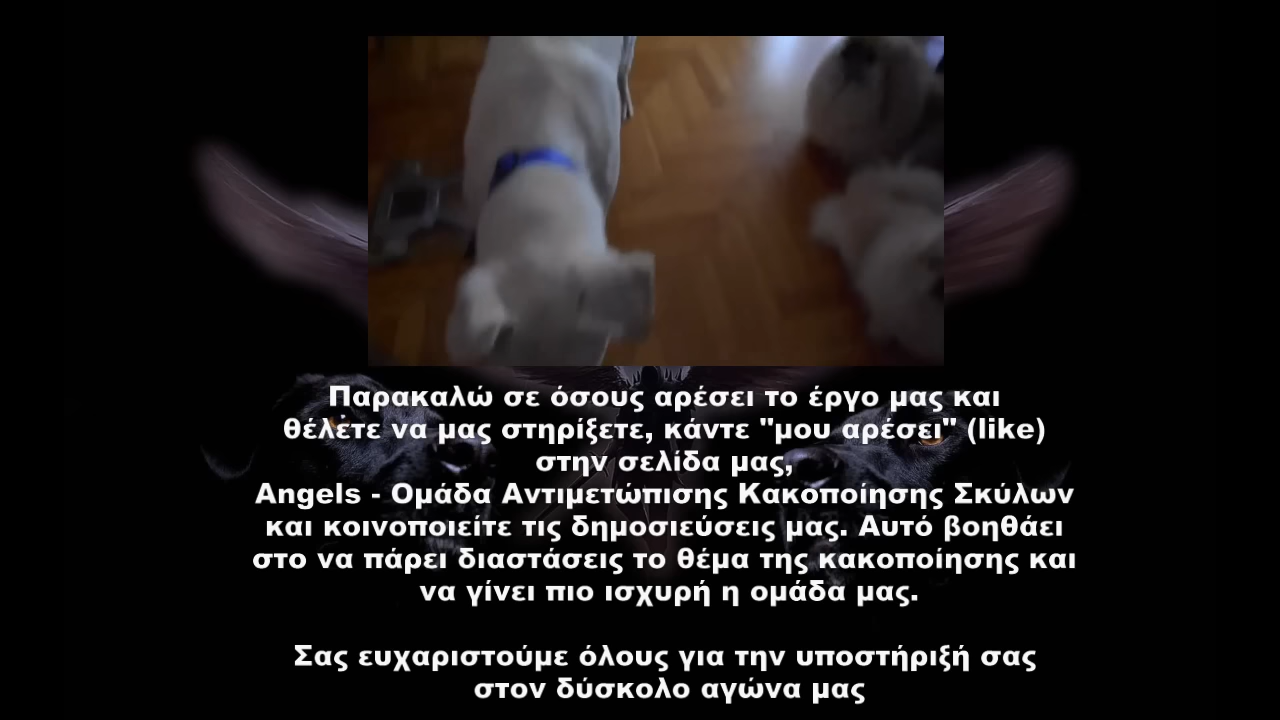 Παρακαλώ σε όσους αρέσει το έργο μας και
θέλετε να μας στηρίξετε, κάντε "μου αρέσει" (like)
στην σελίδα μας,
Angels - Ομάδα Αντιμετώπισης Κακοποίησης Σκύλων
και κοινοποιείτε τις δημοσιεύσεις μας. Αυτό βοηθάει
στο να πάρει διαστάσεις το θέμα της κακοποίησης και
να γίνει πιο ισχυρή η ομάδα μας.
Σας ευχαριστούμε όλους για την υποστήριξή σας
στον δύσκολο αγώνα μας